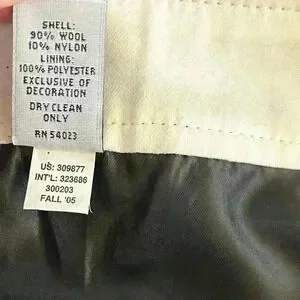 SHELL:
90% WOOL
10% NYLON
LINING:
100% POLYESTER
EXCLUSIVE OF
DECORATION
DRY CLEAN
ONLY
RN 54023
US: 309877
INT'L: 323686
300203
FALL '05